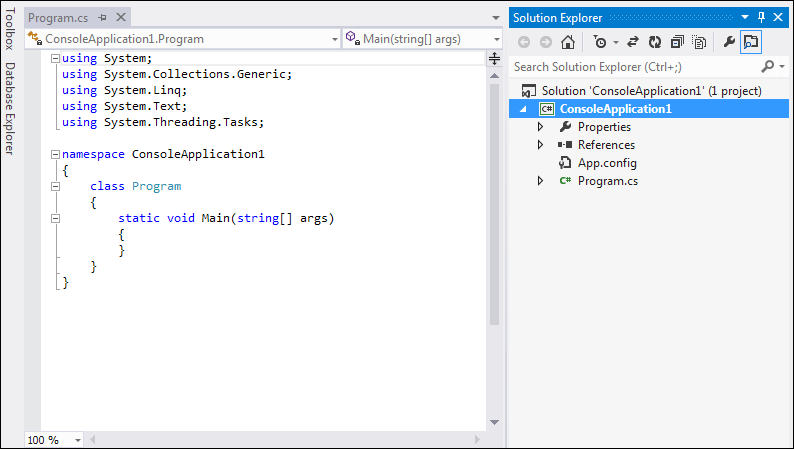 Toolbox
Database Explorer
Program.cs
ConsoleApplication1.Program
Main(string[] args)
using System;
using System.Collections.Generic;
using System.Linq;
using System.Text;
using System.Threading.Tasks;
namespace ConsoleApplication1
{
class Program
{
static void Main(string[] args)
{
}
}
}
100 %
Solution Explorer
Search Solution Explorer (Ctrl+;)
Solution 'ConsoleApplication1' (1 project)
C# ConsoleApplication1
Properties
References
App.config
C# Program.cs